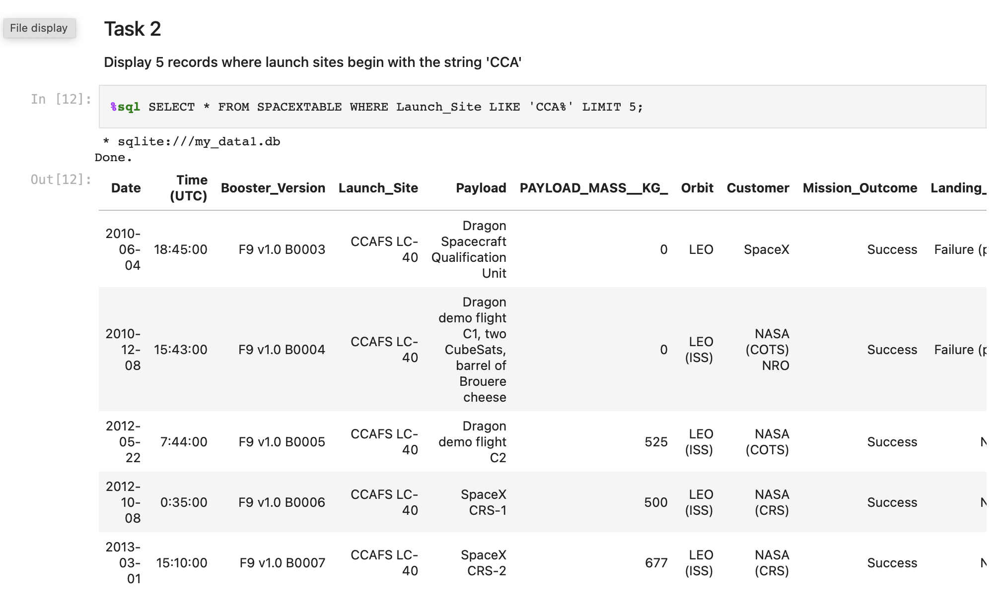 File display
Task 2
Display 5 records where launch sites begin with the string 'CCA'
In [12]:
%sql SELECT * FROM SPACEXTABLE WHERE Launch_Site LIKE 'CCA%' LIMIT 5;
* sqlite:///my_data1.db
Done.
Out[12]:
Date Time (UTC) Booster_Version Launch_Site Payload PAYLOAD_MASS__KG_ Orbit Customer Mission_Outcome Landing_
2010-06-04 18:45:00 F9 v1.0 B0003 CCAFS LC-40 Dragon Spacecraft Qualification Unit 0 LEO SpaceX Success Failure (p
2010-12-08 15:43:00 F9 v1.0 B0004 CCAFS LC-40 Dragon demo flight C1, two CubeSats, barrel of Brouere cheese 0 LEO (ISS) NASA (COTS) NRO Success Failure (p
2012-05-22 7:44:00 F9 v1.0 B0005 CCAFS LC-40 Dragon demo flight C2 525 LEO (ISS) NASA (COTS) Success N
2012-10-08 0:35:00 F9 v1.0 B0006 CCAFS LC-40 SpaceX CRS-1 500 LEO (ISS) NASA (CRS) Success N
2013-03-01 15:10:00 F9 v1.0 B0007 CCAFS LC-40 SpaceX CRS-2 677 LEO (ISS) NASA (CRS) Success N